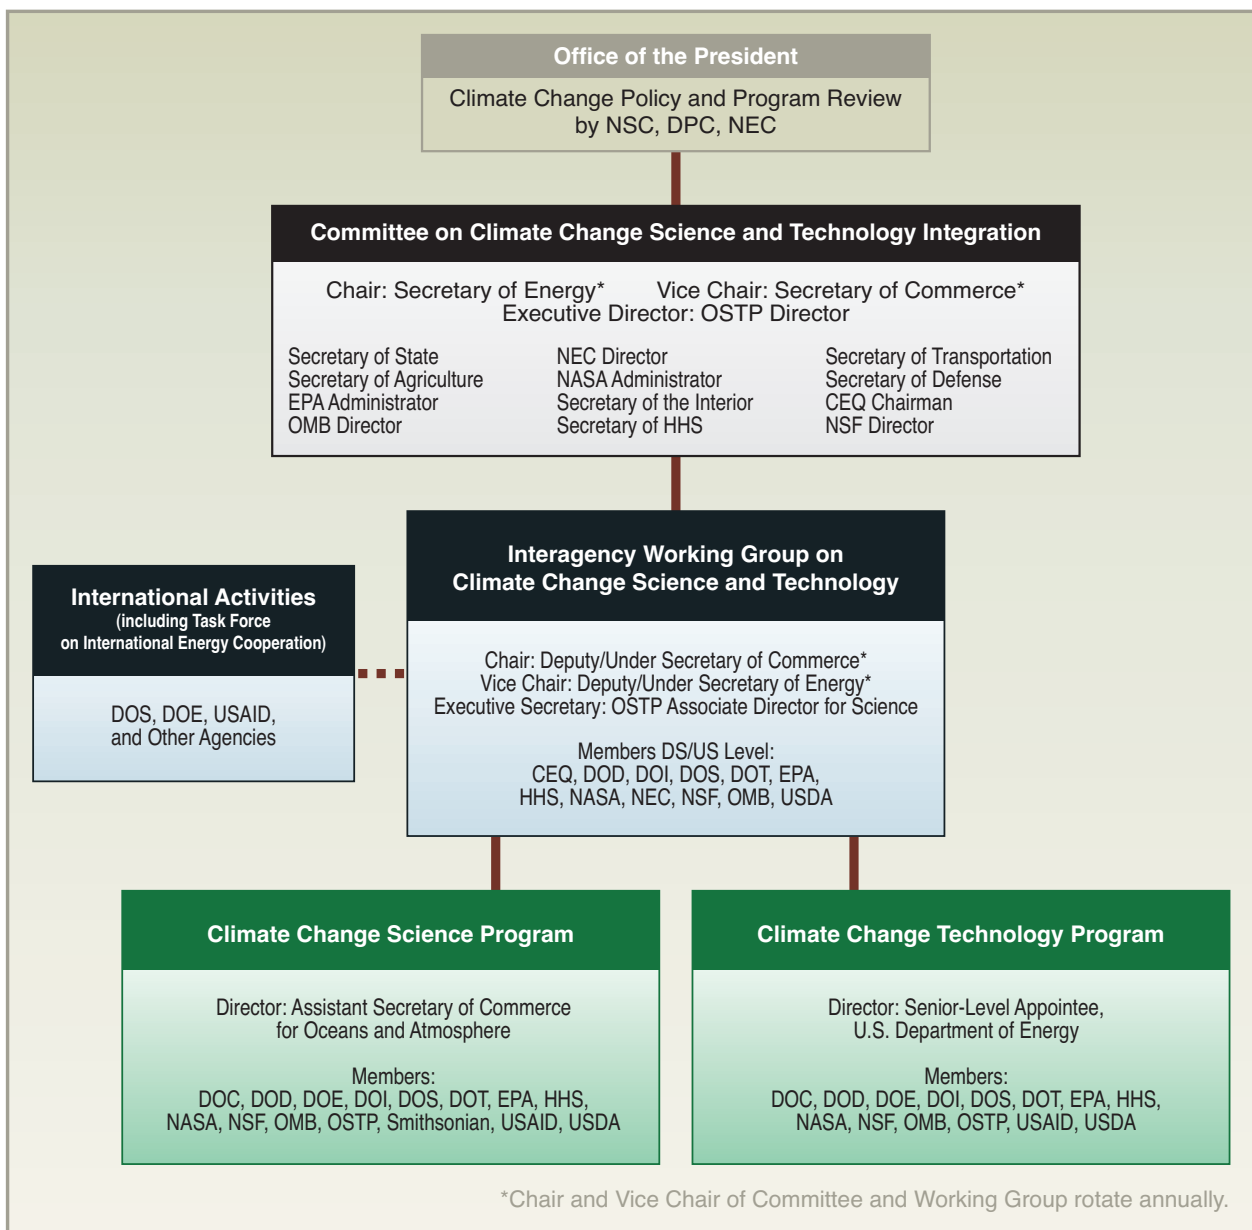 Office of the President
Climate Change Policy and Program Review
by NSC, DPC, NEC
Committee on Climate Change Science and Technology Integration
Chair: Secretary of Energy* Vice Chair: Secretary of Commerce*
Executive Director: OSTP Director
Secretary of State
Secretary of Agriculture
EPA Administrator
OMB Director
NEC Director
NASA Administrator
Secretary of the Interior
Secretary of HHS
Secretary of Transportation
Secretary of Defense
CEQ Chairman
NSF Director
Interagency Working Group on
Climate Change Science and Technology
Chair: Deputy/Under Secretary of Commerce*
Vice Chair: Deputy/Under Secretary of Energy*
Executive Secretary: OSTP Associate Director for Science
Members DS/US Level:
CEQ, DOD, DOI, DOS, DOT, EPA,
HHS, NASA, NEC, NSF, OMB, USDA
International Activities
(including Task Force
on International Energy Cooperation)
DOS, DOE, USAID,
and Other Agencies
Climate Change Science Program
Director: Assistant Secretary of Commerce
for Oceans and Atmosphere
Members:
DOC, DOD, DOE, DOI, DOS, DOT, EPA, HHS,
NASA, NSF, OMB, OSTP, Smithsonian, USAID, USDA
Climate Change Technology Program
Director: Senior-Level Appointee,
U.S. Department of Energy
Members:
DOC, DOD, DOE, DOI, DOS, DOT, EPA, HHS,
NASA, NSF, OMB, OSTP, USAID, USDA
*Chair and Vice Chair of Committee and Working Group rotate annually.